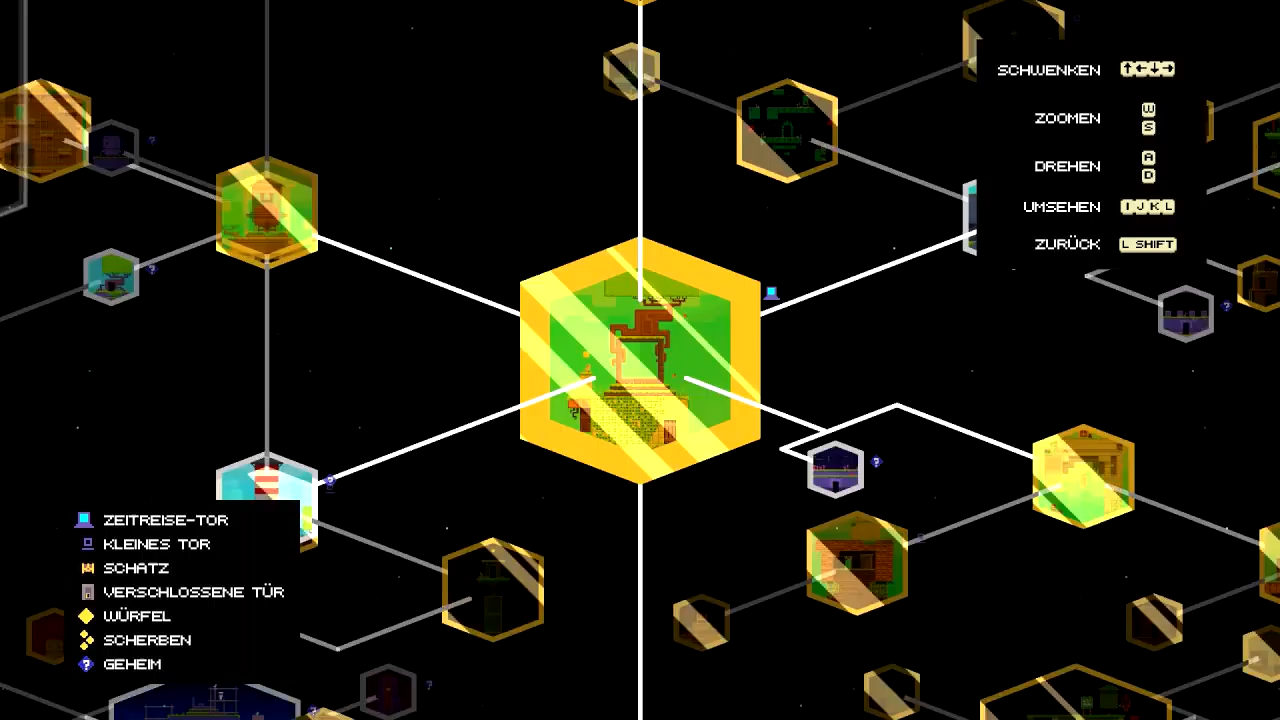 SCHWENKEN ↑←↓→
ZOOMEN W
S
DREHEN A
D
UMSEHEN I J K L
ZURÜCK L SHIFT
ZEITREISE-TOR
KLEINES TOR
SCHATZ
VERSCHLOSSENE TÜR
WÜRFEL
SCHERBEN
GEHEIM